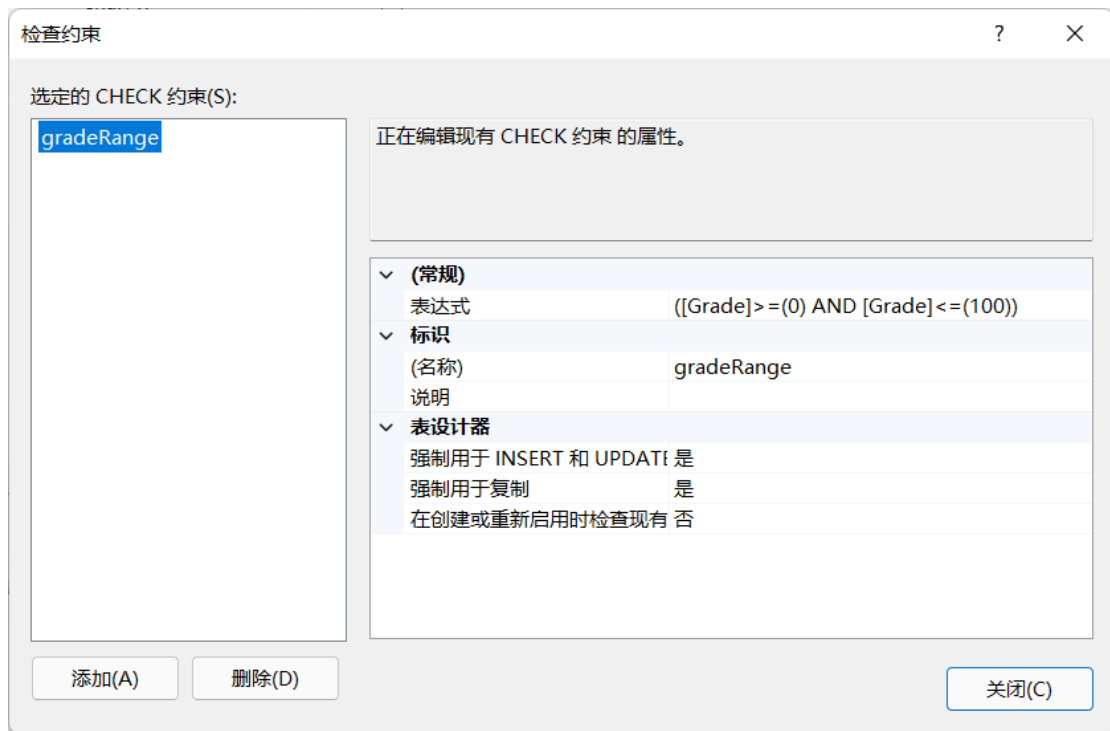 检查约束
?
选定的 CHECK 约束(S):
gradeRange
正在编辑现有 CHECK 约束 的属性。
(常规)
表达式 ([Grade]>=(0) AND [Grade]<=(100))
标识
(名称) gradeRange
说明
表设计器
强制用于 INSERT 和 UPDATE 是
强制用于复制 是
在创建或重新启用时检查现有 否
添加(A) 删除(D)
关闭(C)